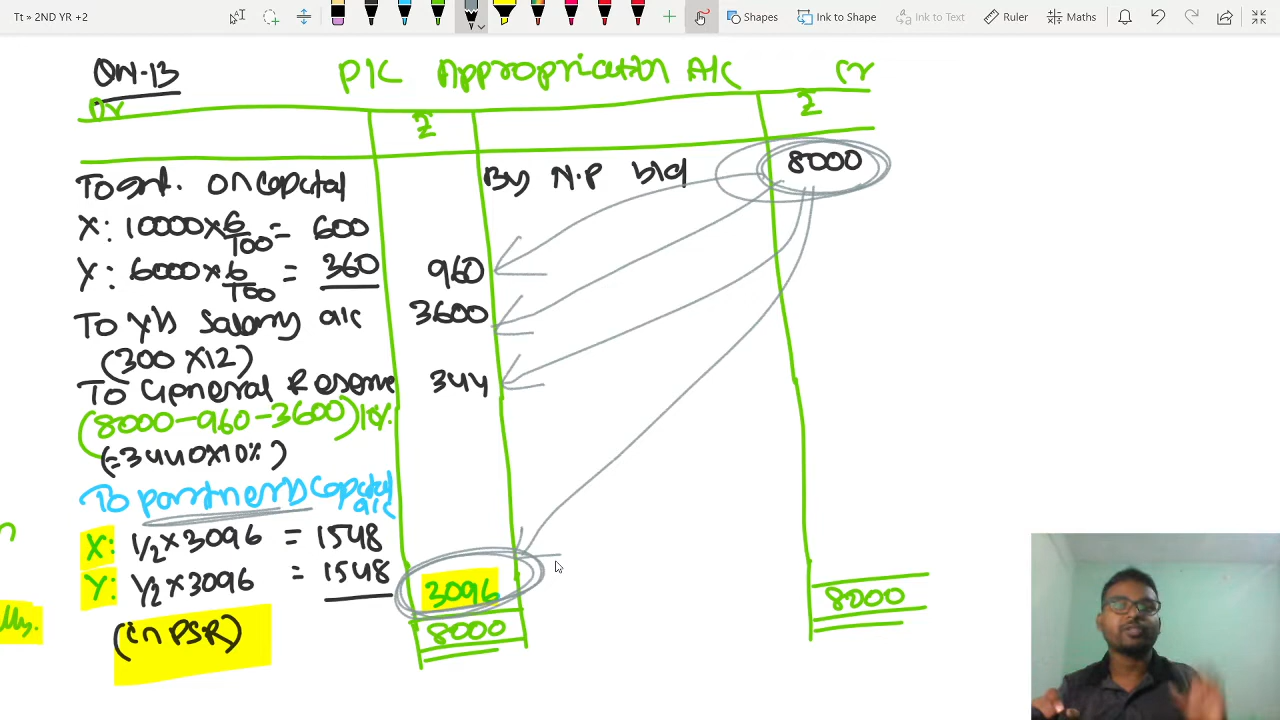 Tt » 2ND YR +2
Shapes
Ink to Shape
Ink to Text
Ruler
Maths
QN-13
P/L Appropriation A/C
Dr
Cr
₹
₹
To Int. on capital
By N.P b/d
8000
X: 10000×6/100 = 600
Y: 6000×6/100 = 360
960
To Y's Salary a/c
3600
(300 ×12)
To General Reserve
344
(8000-960-3600)10%
(=3440×10%)
To partner's capital a/c
X: 1/2×3096 = 1548
Y: 1/2×3096 = 1548
3096
8000
8000
(in PSR)